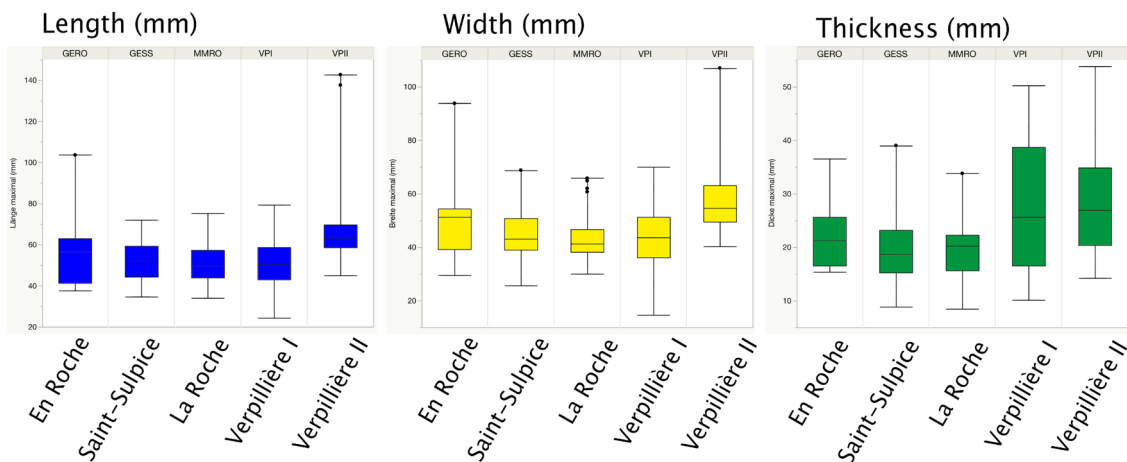 Length (mm)
GERO GESS MMRO VPI VPII
140
120
100
80
60
40
20
Länge maximal (mm)
En Roche
Saint-Sulpice
La Roche
Verpillière I
Verpillière II
Width (mm)
GERO GESS MMRO VPI VPII
100
80
60
40
20
Breite maximal (mm)
En Roche
Saint-Sulpice
La Roche
Verpillière I
Verpillière II
Thickness (mm)
GERO GESS MMRO VPI VPII
50
40
30
20
10
Dicke maximal (mm)
En Roche
Saint-Sulpice
La Roche
Verpillière I
Verpillière II